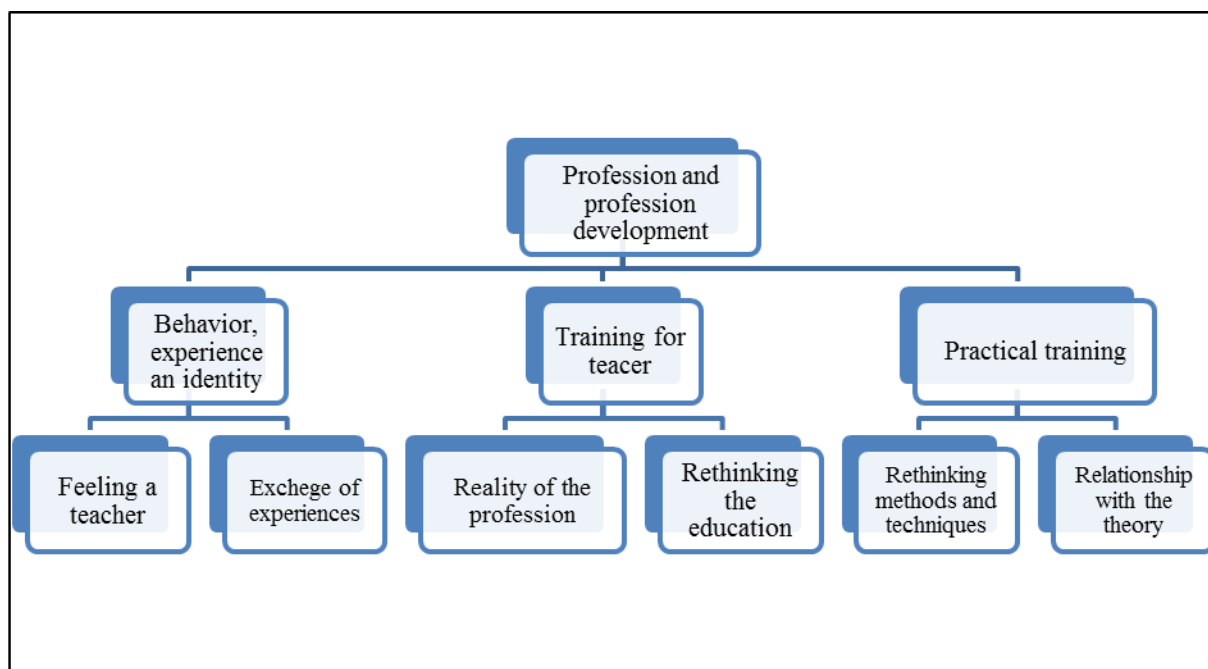 Profession and
profession
development
Behavior,
experience
an identity
Training for
teacer
Practical training
Feeling a
teacher
Exchege of
experiences
Reality of the
profession
Rethinking
the
education
Rethinking
methods and
techniques
Relationship
with the
theory